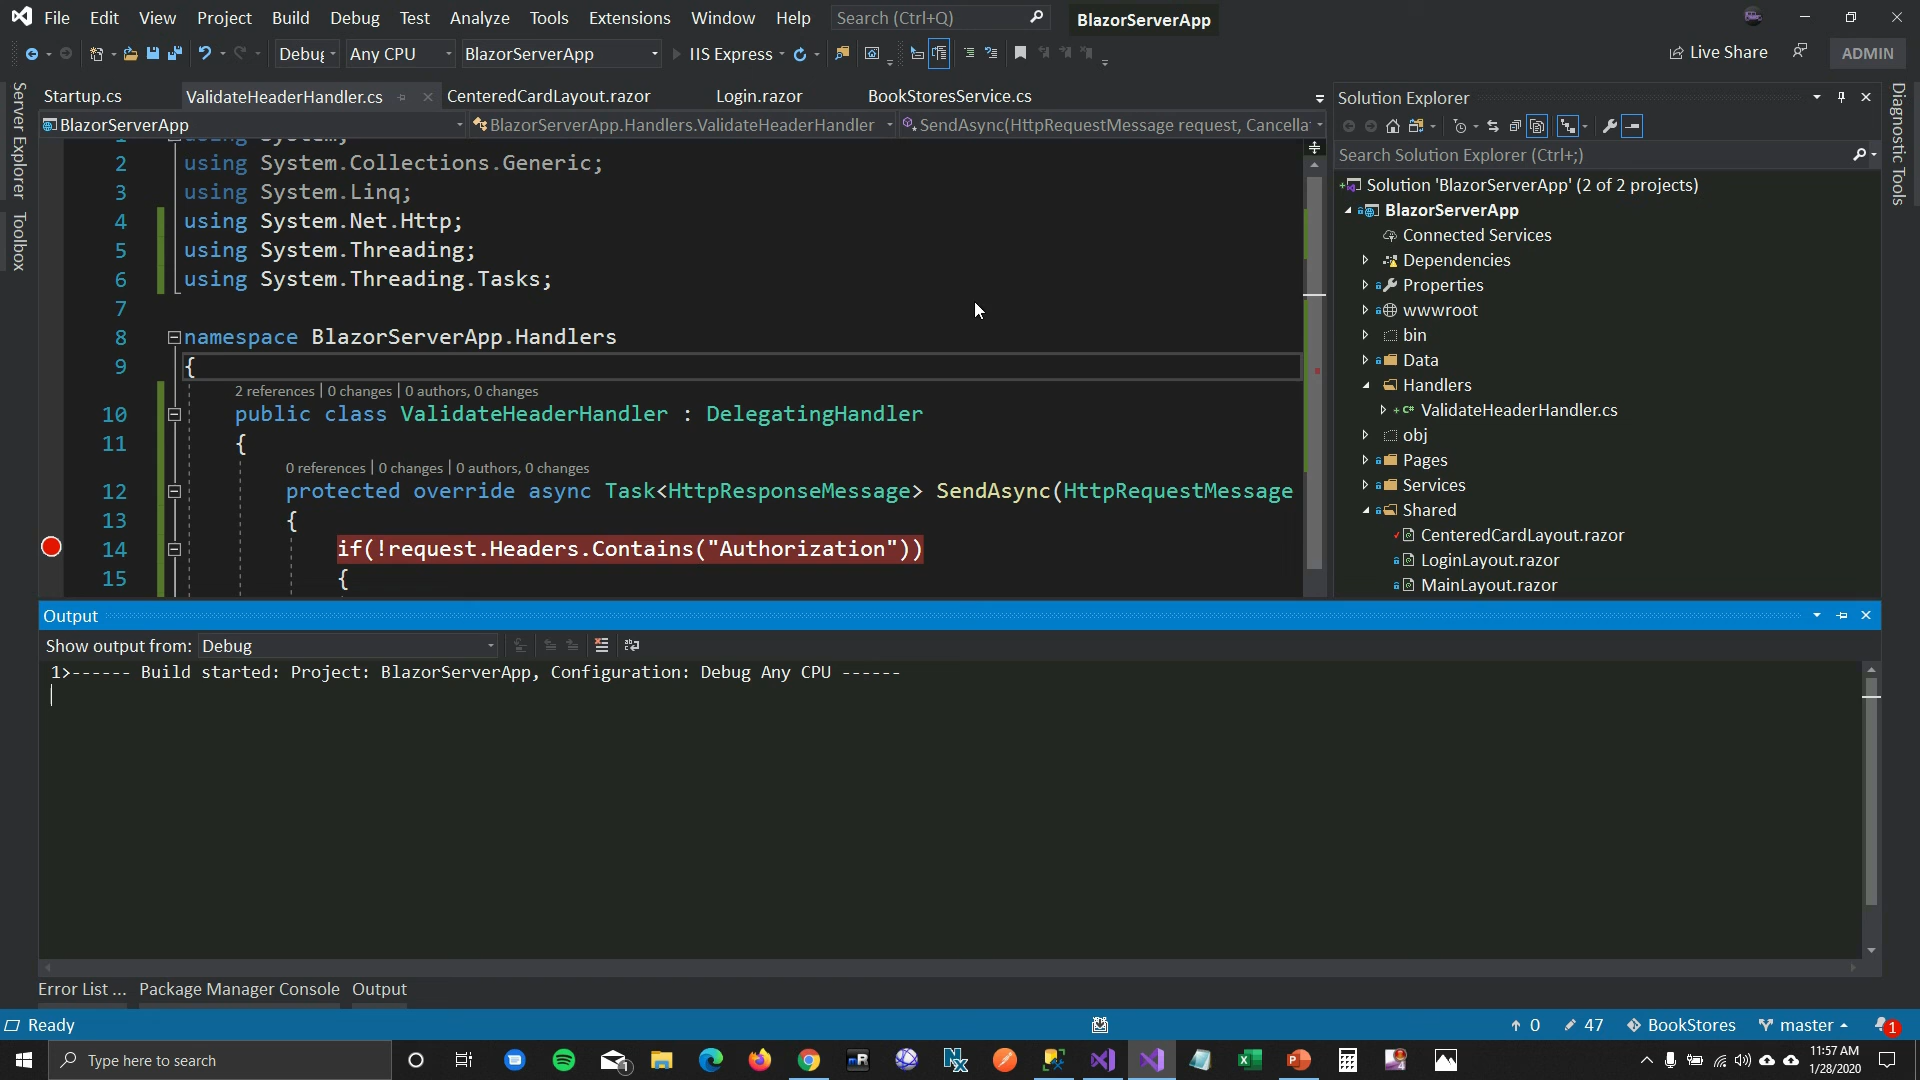 File Edit View Project Build Debug Test Analyze Tools Extensions Window Help Search (Ctrl+Q) BlazorServerApp
Debug Any CPU BlazorServerApp IIS Express Live Share ADMIN
Server Explorer
Toolbox
Startup.cs ValidateHeaderHandler.cs CenteredCardLayout.razor Login.razor BookStoresService.cs
BlazorServerApp BlazorServerApp.Handlers.ValidateHeaderHandler SendAsync(HttpRequestMessage request, Cancella
2 using System.Collections.Generic;
3 using System.Linq;
4 using System.Net.Http;
5 using System.Threading;
6 using System.Threading.Tasks;
7
8 namespace BlazorServerApp.Handlers
9 {
2 references | 0 changes | 0 authors, 0 changes
10 public class ValidateHeaderHandler : DelegatingHandler
11 {
0 references | 0 changes | 0 authors, 0 changes
12 protected override async Task<HttpResponseMessage> SendAsync(HttpRequestMessage
13 {
14 if(!request.Headers.Contains("Authorization"))
15 {
Solution Explorer
Search Solution Explorer (Ctrl+;)
Solution 'BlazorServerApp' (2 of 2 projects)
BlazorServerApp
Connected Services
Dependencies
Properties
wwwroot
bin
Data
Handlers
ValidateHeaderHandler.cs
obj
Pages
Services
Shared
CenteredCardLayout.razor
LoginLayout.razor
MainLayout.razor
Diagnostic Tools
Output
Show output from: Debug
1>------ Build started: Project: BlazorServerApp, Configuration: Debug Any CPU ------
Error List ... Package Manager Console Output
Ready 0 47 BookStores master 1
Type here to search
11:57 AM
1/28/2020